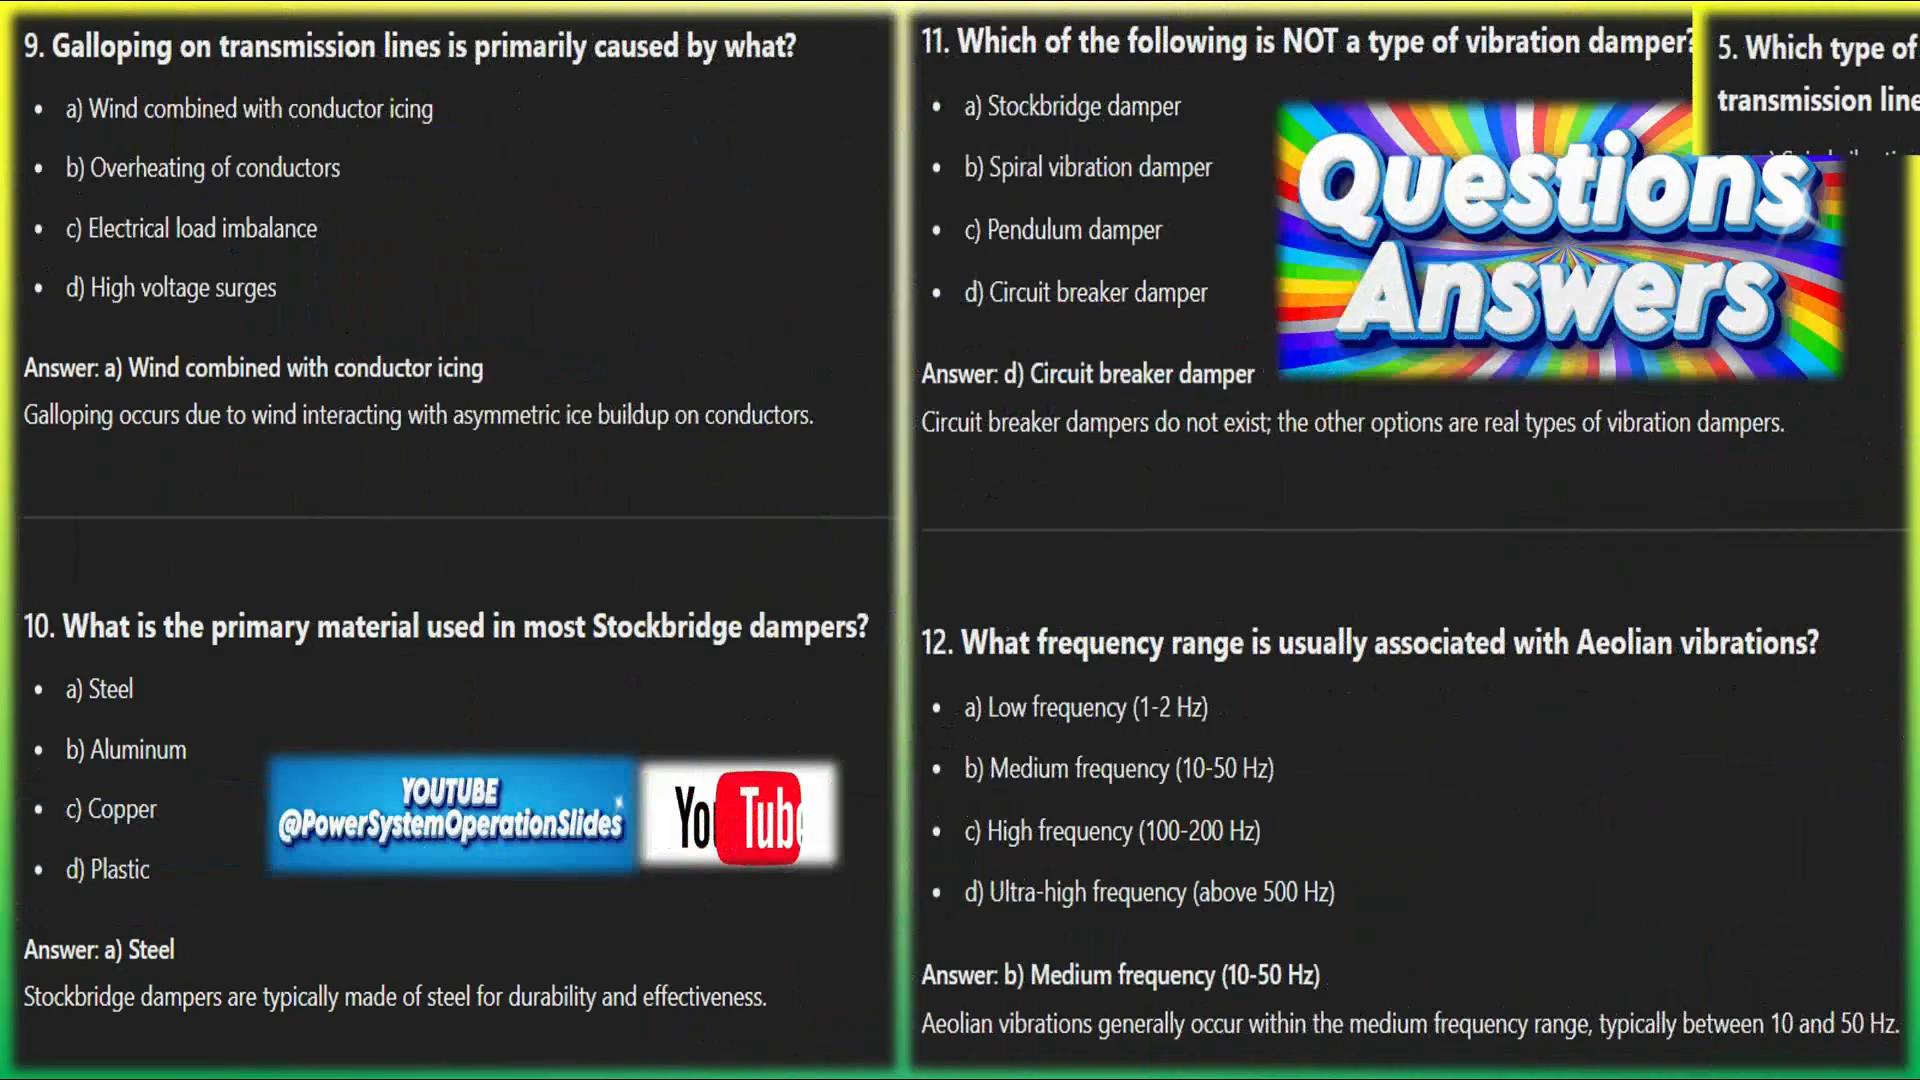 9. Galloping on transmission lines is primarily caused by what?
• a) Wind combined with conductor icing
• b) Overheating of conductors
• c) Electrical load imbalance
• d) High voltage surges
Answer: a) Wind combined with conductor icing
Galloping occurs due to wind interacting with asymmetric ice buildup on conductors.
10. What is the primary material used in most Stockbridge dampers?
• a) Steel
• b) Aluminum
• c) Copper
• d) Plastic
YOUTUBE
@PowerSystemOperationSlides
YouTube
Answer: a) Steel
Stockbridge dampers are typically made of steel for durability and effectiveness.
11. Which of the following is NOT a type of vibration damper?
• a) Stockbridge damper
• b) Spiral vibration damper
• c) Pendulum damper
• d) Circuit breaker damper
Questions
Answers
Answer: d) Circuit breaker damper
Circuit breaker dampers do not exist; the other options are real types of vibration dampers.
12. What frequency range is usually associated with Aeolian vibrations?
• a) Low frequency (1-2 Hz)
• b) Medium frequency (10-50 Hz)
• c) High frequency (100-200 Hz)
• d) Ultra-high frequency (above 500 Hz)
Answer: b) Medium frequency (10-50 Hz)
Aeolian vibrations generally occur within the medium frequency range, typically between 10 and 50 Hz.
5. Which type of
transmission line